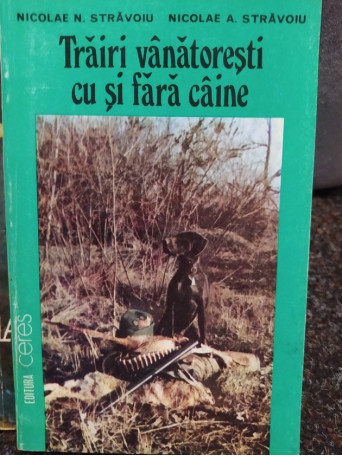 NICOLAE N. STRĂVOIU NICOLAE A. STRĂVOIU
Trăiri vânătorești
cu și fără câine
EDITURA ceres